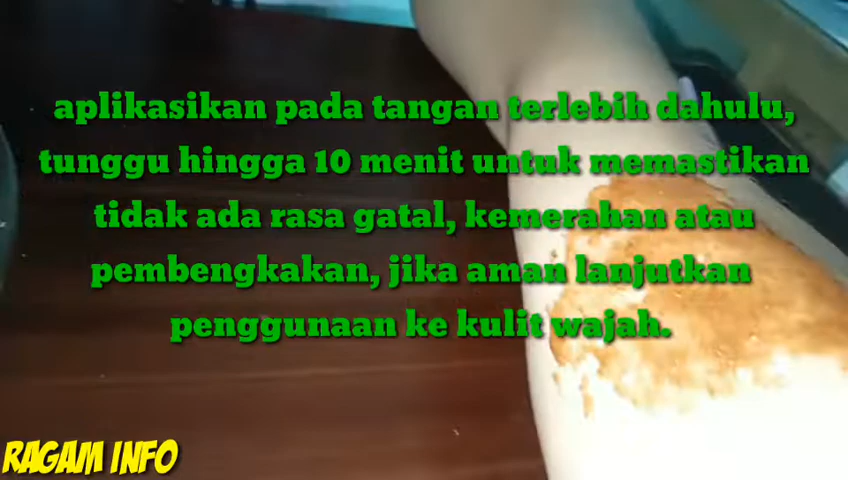 aplikasikan pada tangan terlebih dahulu,
tunggu hingga 10 menit untuk memastikan
tidak ada rasa gatal, kemerahan atau
pembengkakan, jika aman lanjutkan
penggunaan ke kulit wajah.
RAGAM INFO